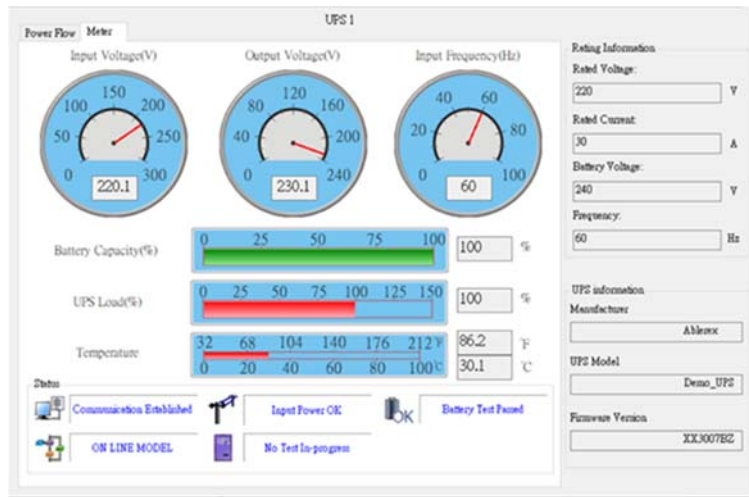 UPS 1
Power Flow Meter
Input Voltage(V) Output Voltage(V) Input Frequency(Hz)
0 50 100 150 200 250 300
220.1
0 40 80 120 160 200 240
230.1
0 20 40 60 80 100
60
Battery Capacity(%) 0 25 50 75 100 100 %
UPS Load(%) 0 25 50 75 100 125 150 100 %
Temperature
32 68 104 140 176 212°F 86.2 °F
0 20 40 60 80 100°C 30.1 °C
Status
Communication Established
Input Power OK
OK
Battery Test Passed
ON LINE MODEL
UPS
No Test In-progress
Rating Information
Rated Voltage:
220 V
Rated Current:
30 A
Battery Voltage:
240 V
Frequency:
60 Hz
UPS information
Manufacturer
Ablerex
UPS Model
Demo_UPS
Firmware Version
XX3007BZ